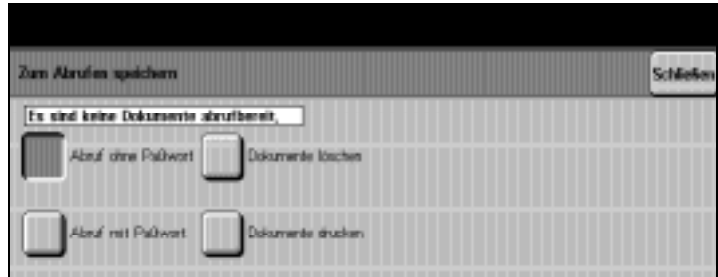 Zum Abrufen speichern
Schließen
Es sind keine Dokumente abrufbereit.
Abruf ohne Paßwort
Dokumente löschen
Abruf mit Paßwort
Dokumente drucken